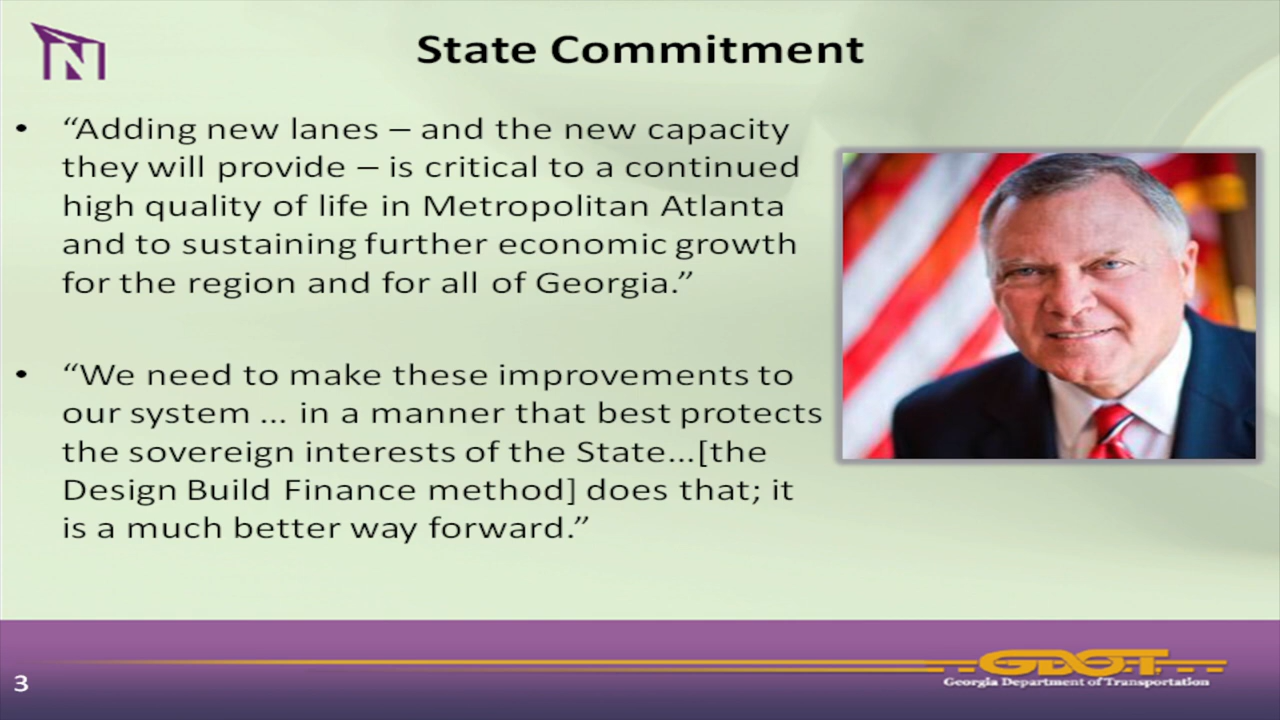 State Commitment
• “Adding new lanes – and the new capacity
they will provide – is critical to a continued
high quality of life in Metropolitan Atlanta
and to sustaining further economic growth
for the region and for all of Georgia.”
• “We need to make these improvements to
our system ... in a manner that best protects
the sovereign interests of the State...[the
Design Build Finance method] does that; it
is a much better way forward.”
3
GDOT
Georgia Department of Transportation
N